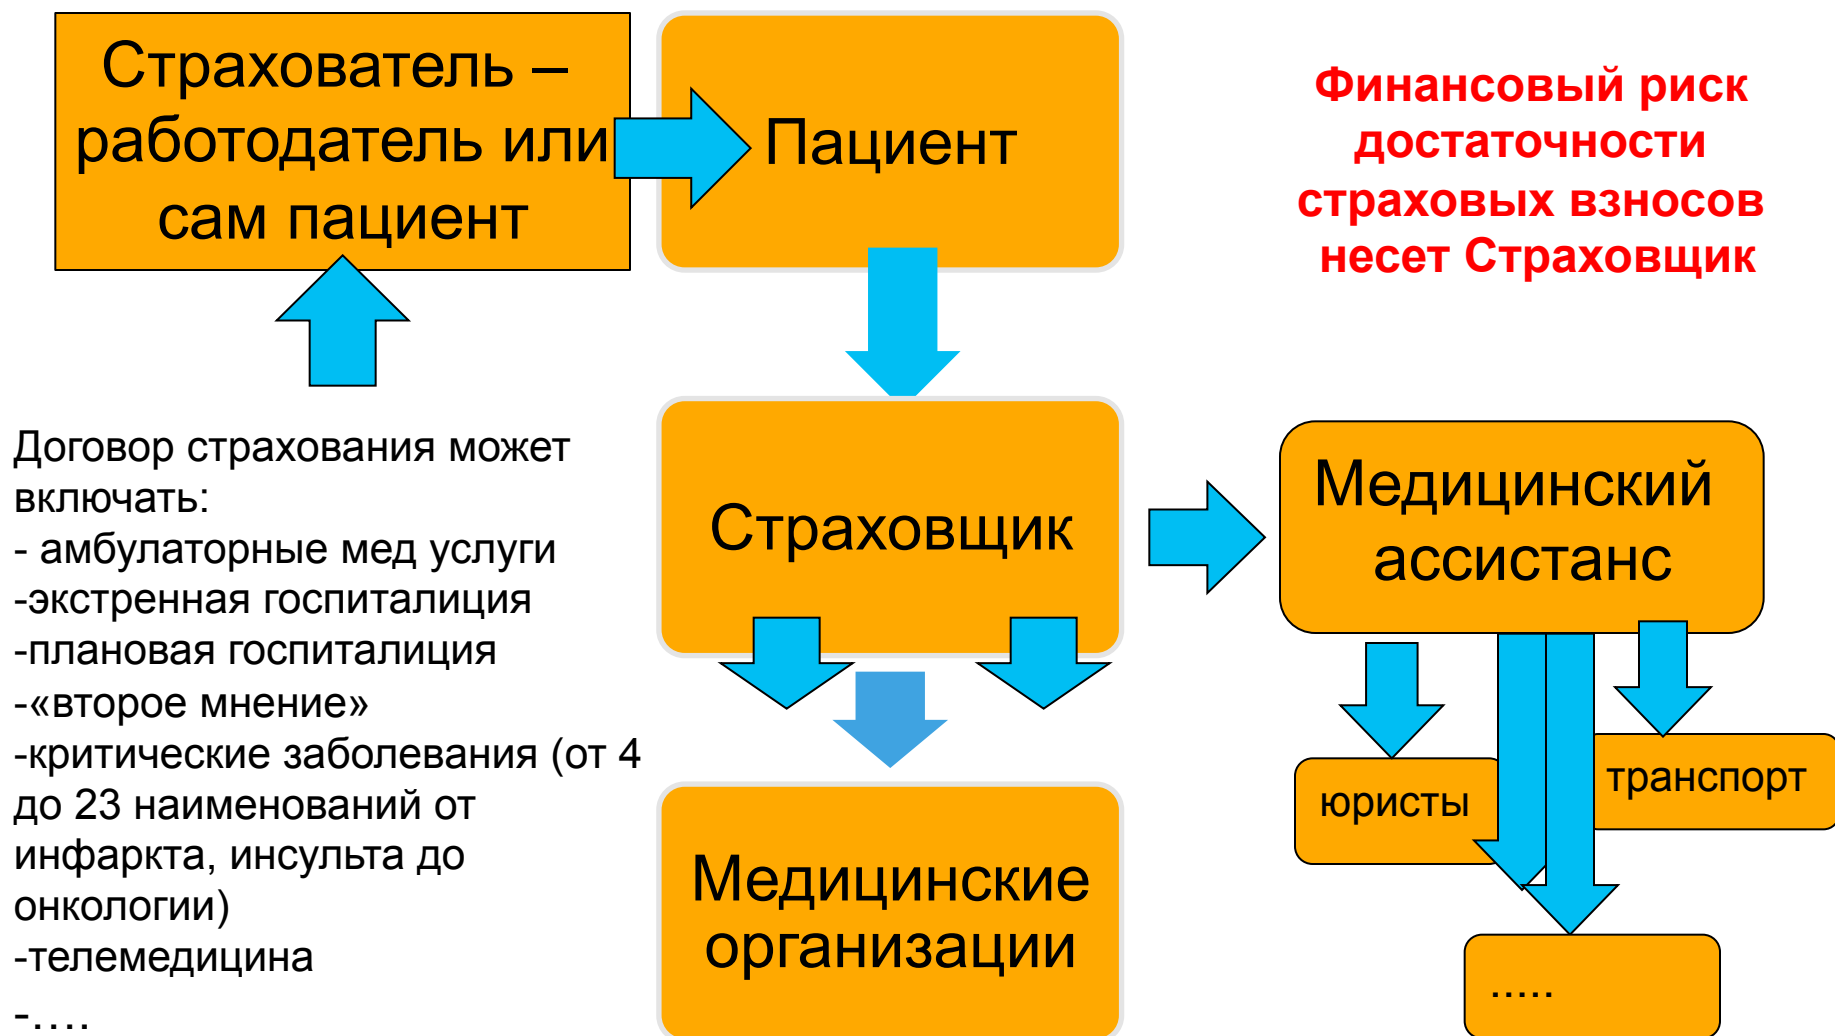 Страхователь –
работодатель или
сам пациент
Пациент
Финансовый риск
достаточности
страховых взносов
несет Страховщик
Договор страхования может
включать:
- амбулаторные мед услуги
-экстренная госпиталиция
-плановая госпиталиция
-«второе мнение»
-критические заболевания (от 4
до 23 наименований от
инфаркта, инсульта до
онкологии)
-телемедицина
-….
Страховщик
Медицинский
ассистанс
Медицинские
организации
юристы
транспорт
.....